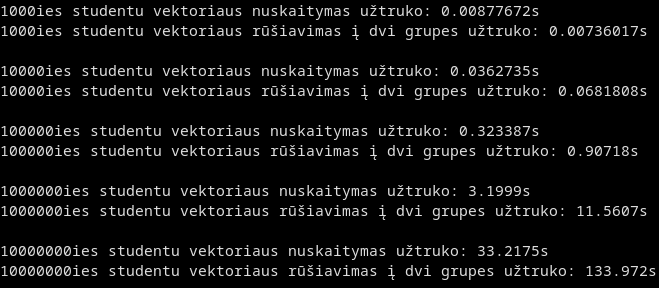 1000ies studentu vektoriaus nuskaitymas užtruko: 0.00877672s
1000ies studentu vektoriaus rūšiavimas į dvi grupes užtruko: 0.00736017s
10000ies studentu vektoriaus nuskaitymas užtruko: 0.0362735s
10000ies studentu vektoriaus rūšiavimas į dvi grupes užtruko: 0.0681808s
100000ies studentu vektoriaus nuskaitymas užtruko: 0.323387s
100000ies studentu vektoriaus rūšiavimas į dvi grupes užtruko: 0.90718s
1000000ies studentu vektoriaus nuskaitymas užtruko: 3.1999s
1000000ies studentu vektoriaus rūšiavimas į dvi grupes užtruko: 11.5607s
10000000ies studentu vektoriaus nuskaitymas užtruko: 33.2175s
10000000ies studentu vektoriaus rūšiavimas į dvi grupes užtruko: 133.972s